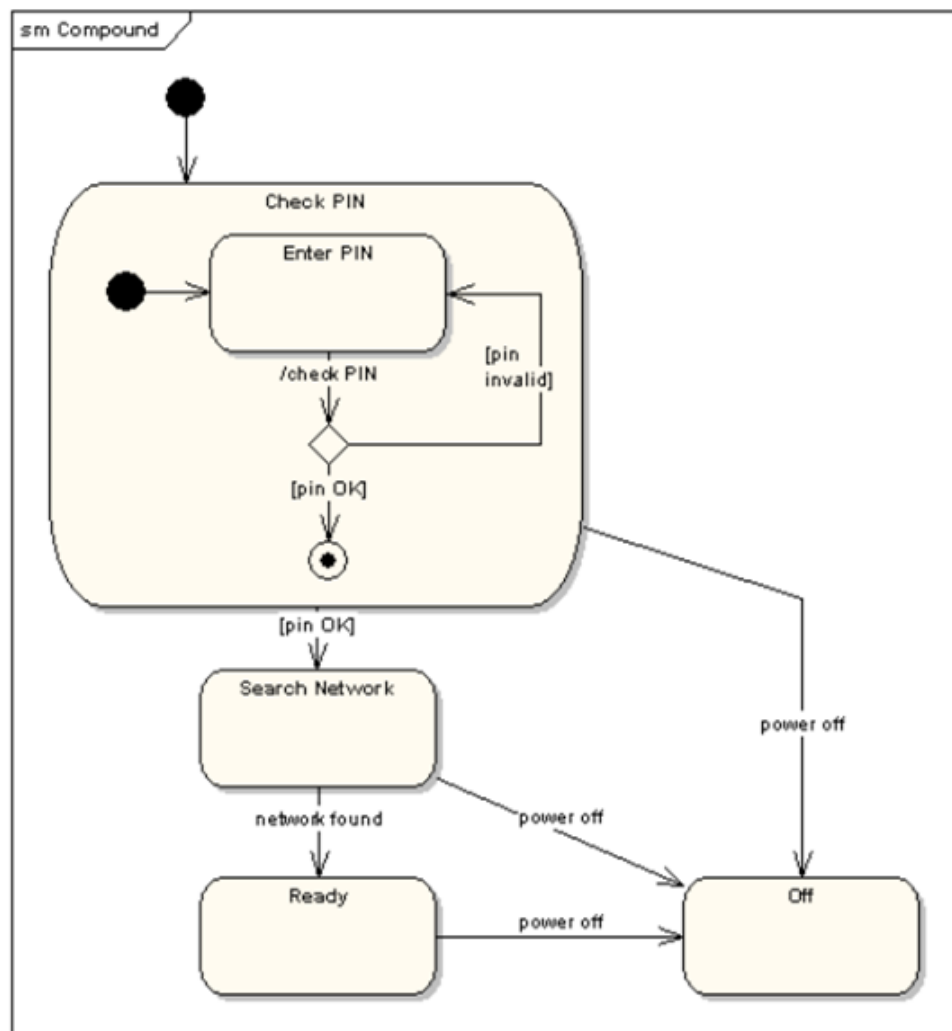 sm Compound
Check PIN
Enter PIN
/check PIN
[pin
invalid]
[pin OK]
[pin OK]
Search Network
power off
network found
power off
Ready
Off
power off